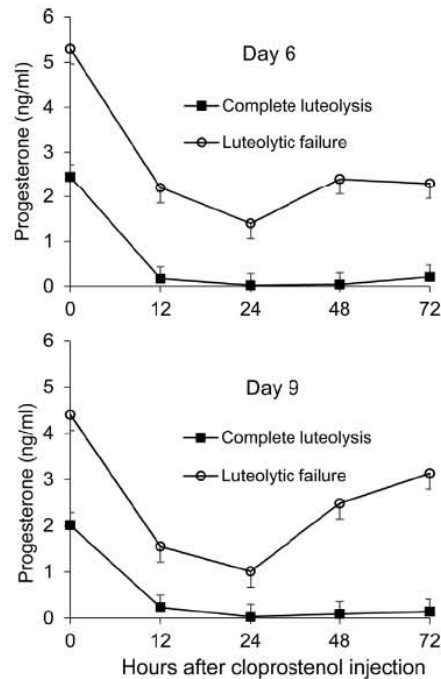 6
Day 6
5
4
Complete luteolysis
3
Luteolytic failure
2
1
0
0 12 24 48 72
Progesterone (ng/ml)
6
5
Day 9
4
Complete luteolysis
3
Luteolytic failure
2
1
0
0 12 24 48 72
Progesterone (ng/ml)
Hours after cloprostenol injection